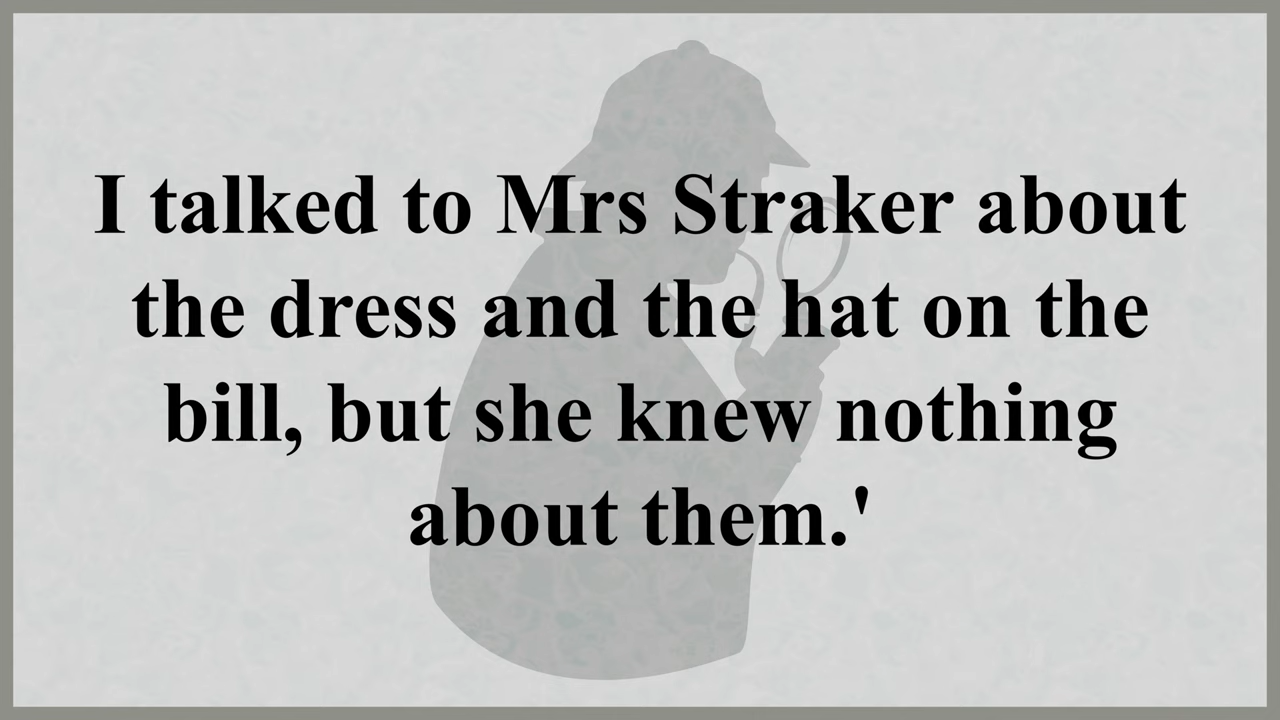 I talked to Mrs Straker about
the dress and the hat on the
bill, but she knew nothing
about them.'